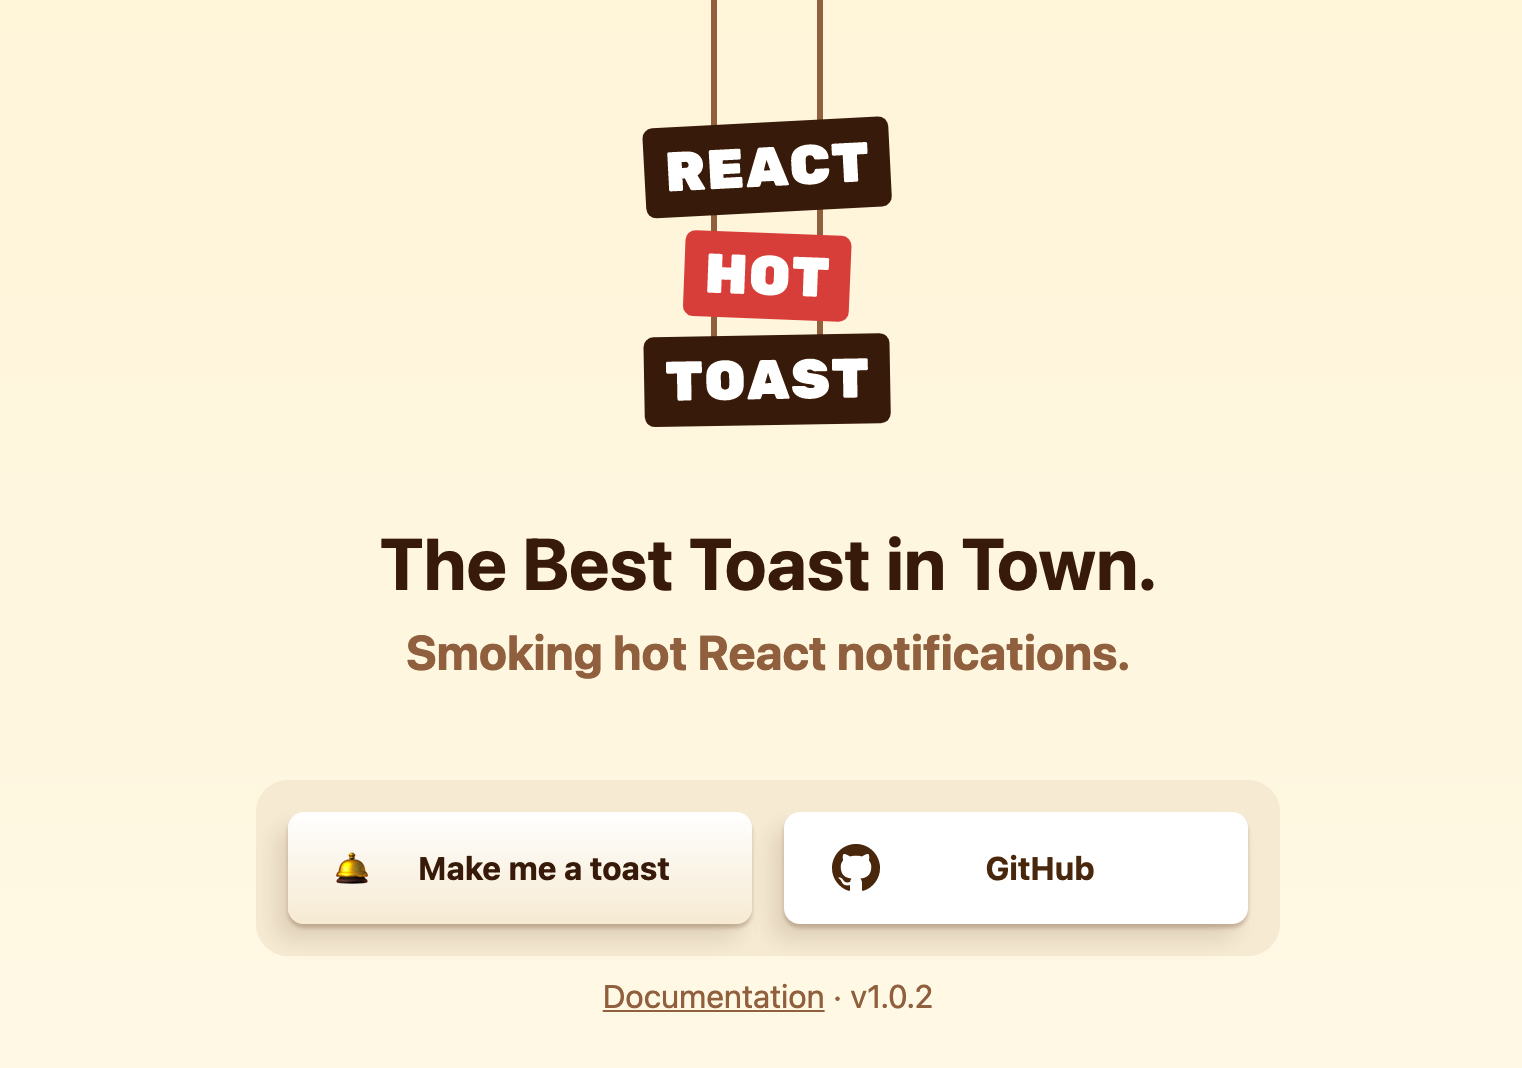 REACT
HOT
TOAST
The Best Toast in Town.
Smoking hot React notifications.
Make me a toast
GitHub
Documentation · v1.0.2